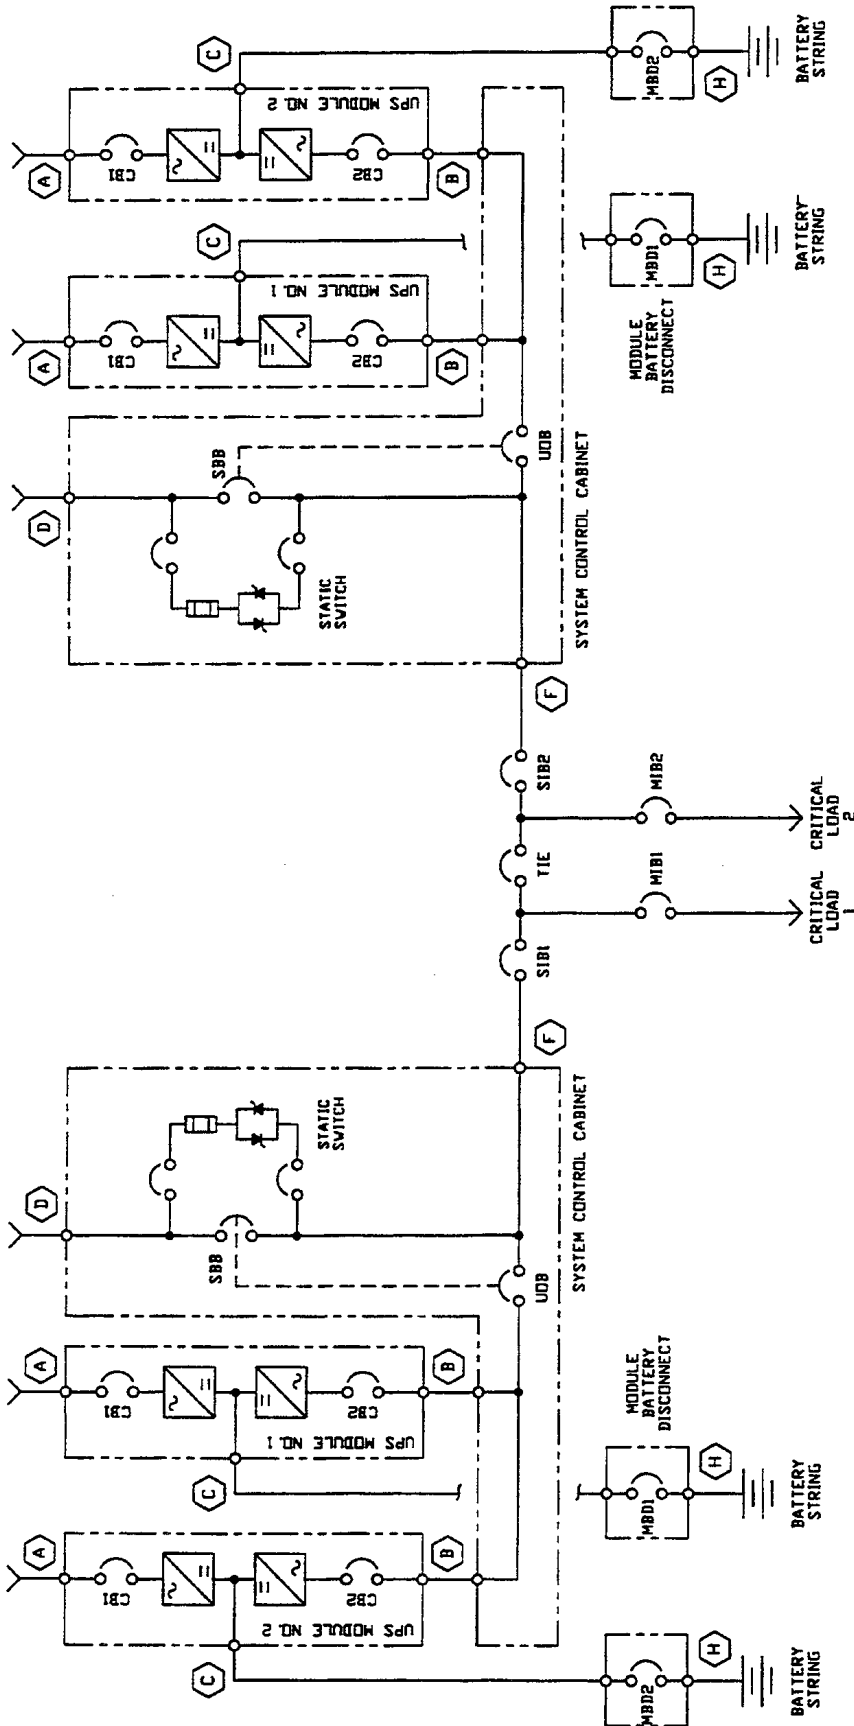 A
CB1
CB2
UPS MODULE NO. 2
B
C
MBD2
H
BATTERY
STRING
A
CB1
CB2
UPS MODULE NO. 1
B
C
MBD1
H
BATTERY
STRING
MODULE
BATTERY
DISCONNECT
D
SBB
UOB
STATIC
SWITCH
SYSTEM CONTROL CABINET
F
SIB2
MIB2
CRITICAL
LOAD
2
TIE
MIB1
CRITICAL
LOAD
1
SIB1
F
STATIC
SWITCH
SYSTEM CONTROL CABINET
D
SBB
UOB
A
CB1
CB2
UPS MODULE NO. 1
B
C
MODULE
BATTERY
DISCONNECT
MBD1
H
BATTERY
STRING
A
CB1
CB2
UPS MODULE NO. 2
B
C
MBD2
H
BATTERY
STRING